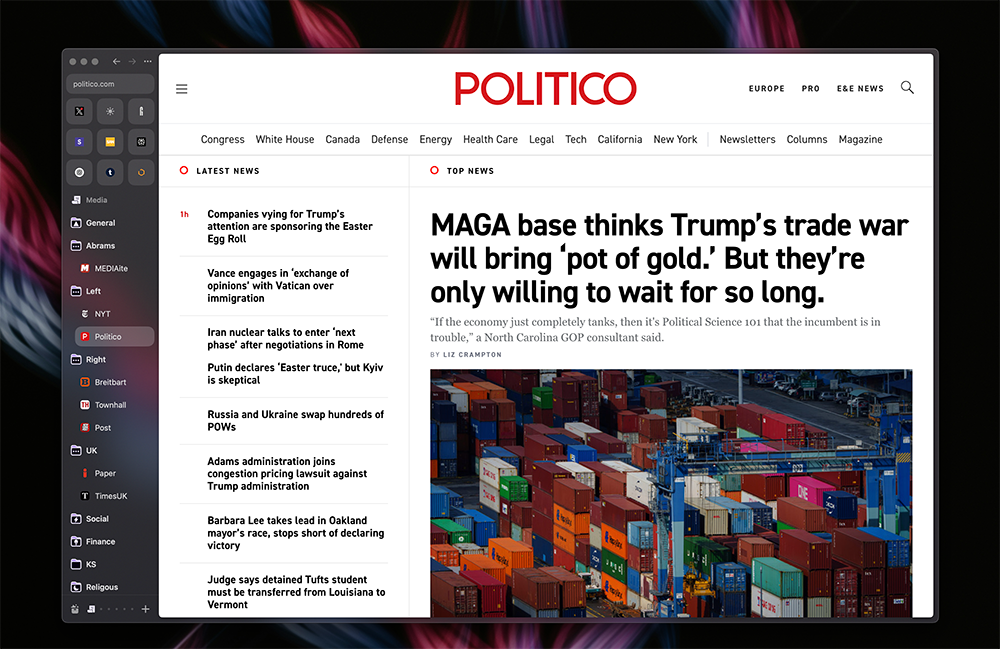 politico.com
Media
General
Abrams
MEDIAite
Left
NYT
Politico
Right
Breitbart
Townhall
Post
UK
Paper
TimesUK
Social
Finance
KS
Religous
POLITICO
EUROPE PRO E&E NEWS
Congress White House Canada Defense Energy Health Care Legal Tech California New York Newsletters Columns Magazine
LATEST NEWS
1h
Companies vying for Trump’s
attention are sponsoring the Easter
Egg Roll
Vance engages in ‘exchange of
opinions’ with Vatican over
immigration
Iran nuclear talks to enter ‘next
phase’ after negotiations in Rome
Putin declares ‘Easter truce,’ but Kyiv
is skeptical
Russia and Ukraine swap hundreds of
POWs
Adams administration joins
congestion pricing lawsuit against
Trump administration
Barbara Lee takes lead in Oakland
mayor’s race, stops short of declaring
victory
Judge says detained Tufts student
must be transferred from Louisiana to
Vermont
TOP NEWS
MAGA base thinks Trump’s trade war
will bring ‘pot of gold.’ But they’re
only willing to wait for so long.
“If the economy just completely tanks, then it’s Political Science 101 that the incumbent is in
trouble,” a North Carolina GOP consultant said.
BY LIZ CRAMPTON